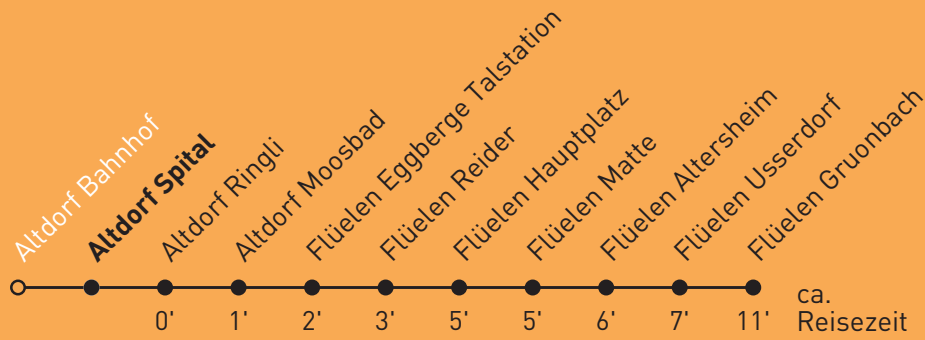 Altdorf Bahnhof
Altdorf Spital
Altdorf Ringli
Altdorf Moosbad
Flüelen Eggberge Talstation
Flüelen Reider
Flüelen Hauptplatz
Flüelen Matte
Flüelen Altersheim
Flüelen Usserdorf
Flüelen Gruonbach
0' 1' 2' 3' 5' 5' 6' 7' 11'
ca.
Reisezeit